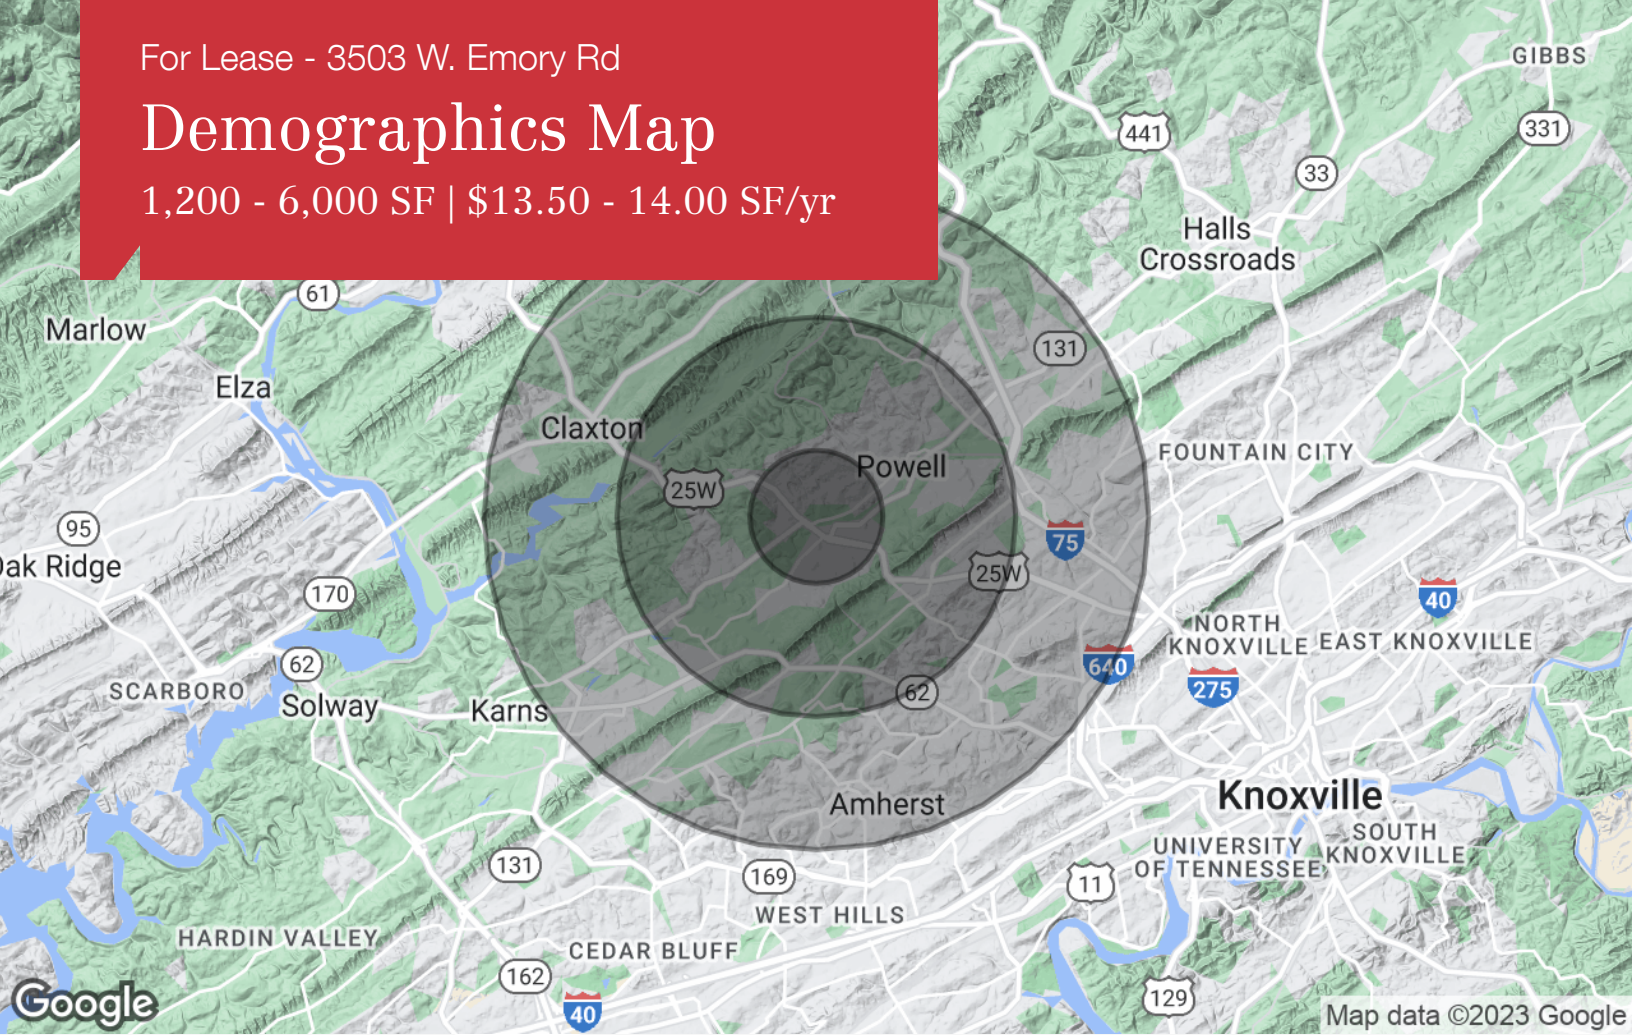 For Lease - 3503 W. Emory Rd
Demographics Map
1,200 - 6,000 SF | $13.50 - 14.00 SF/yr
GIBBS
441
331
33
Halls
Crossroads
61
Marlow
131
Elza
Claxton
FOUNTAIN CITY
Powell
25W
95
75
Oak Ridge
25W
170
40
NORTH
KNOXVILLE
EAST KNOXVILLE
62
640
SCARBORO
62
275
Solway
Karns
Knoxville
Amherst
SOUTH
KNOXVILLE
UNIVERSITY
OF TENNESSEE
131
169
11
WEST HILLS
HARDIN VALLEY
CEDAR BLUFF
162
129
Google
40
Map data ©2023 Google